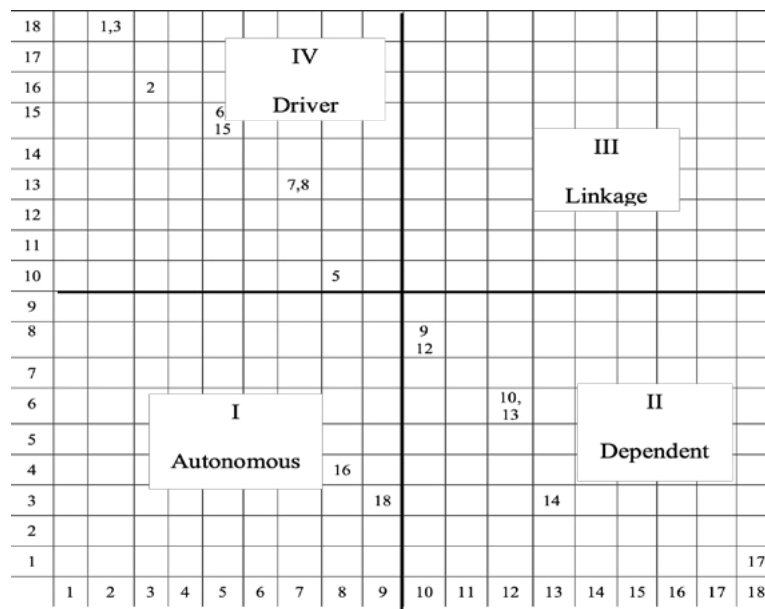 18 1,3
17
IV
16 2
Driver
15 6
15
14
III
13 7,8
Linkage
12
11
10 5
9
8 9
12
7
6 10,
13
I
II
5
Autonomous
Dependent
4 16
3 18 14
2
1 17
1 2 3 4 5 6 7 8 9 10 11 12 13 14 15 16 17 18